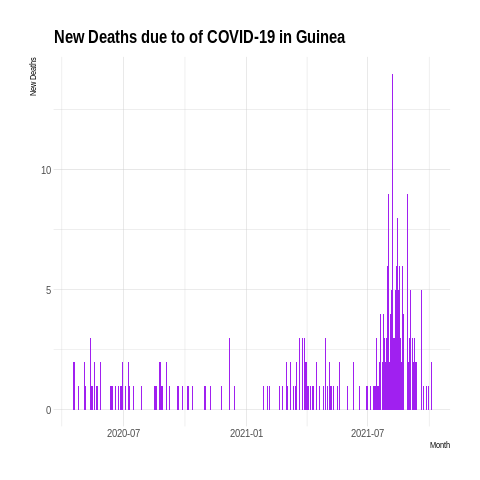 New Deaths due to of COVID-19 in Guinea
New Deaths
10
5
0
2020-07
2021-01
2021-07
Month